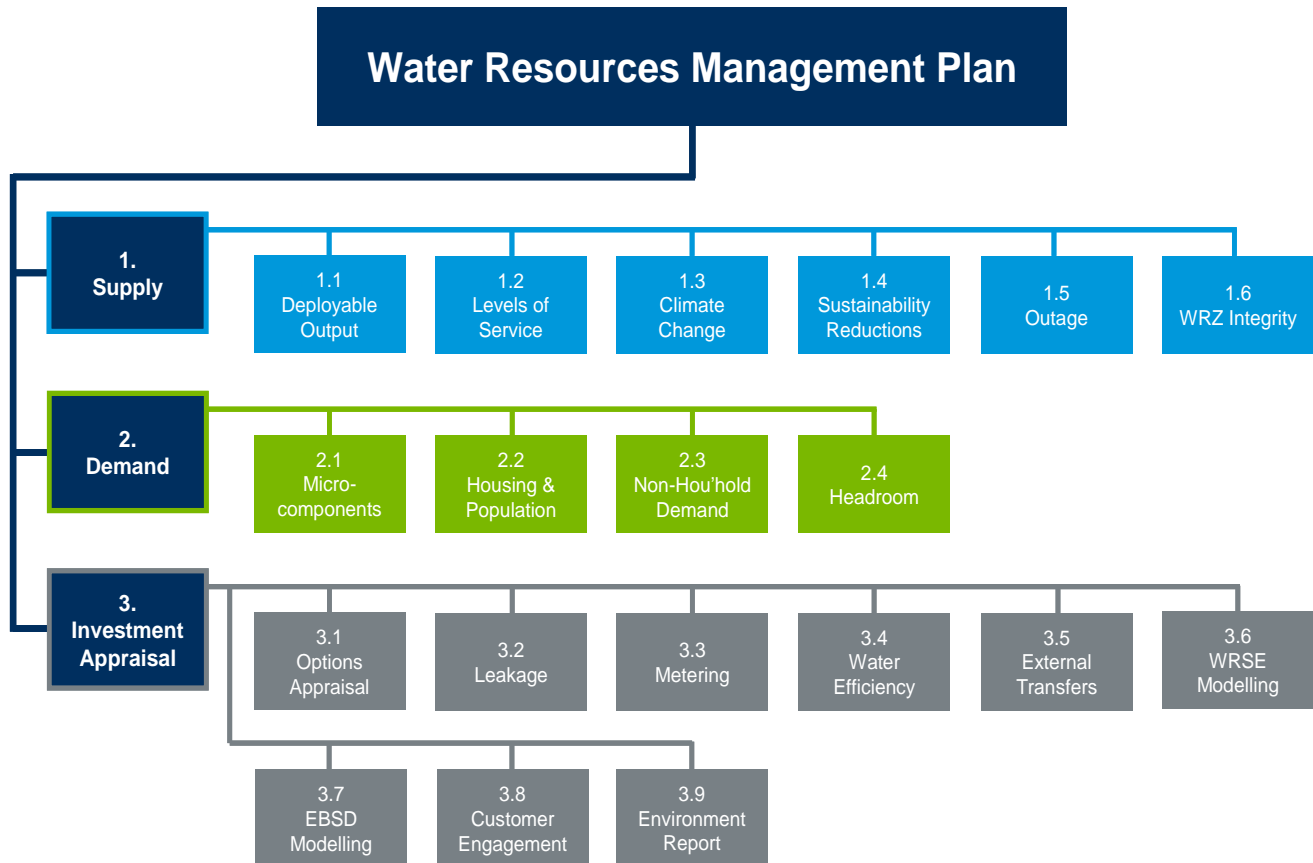 Water Resources Management Plan
1.
Supply
1.1
Deployable
Output
1.2
Levels of
Service
1.3
Climate
Change
1.4
Sustainability
Reductions
1.5
Outage
1.6
WRZ Integrity
2.
Demand
2.1
Micro-
components
2.2
Housing &
Population
2.3
Non-Hou’hold
Demand
2.4
Headroom
3.
Investment
Appraisal
3.1
Options
Appraisal
3.2
Leakage
3.3
Metering
3.4
Water
Efficiency
3.5
External
Transfers
3.6
WRSE
Modelling
3.7
EBSD
Modelling
3.8
Customer
Engagement
3.9
Environment
Report